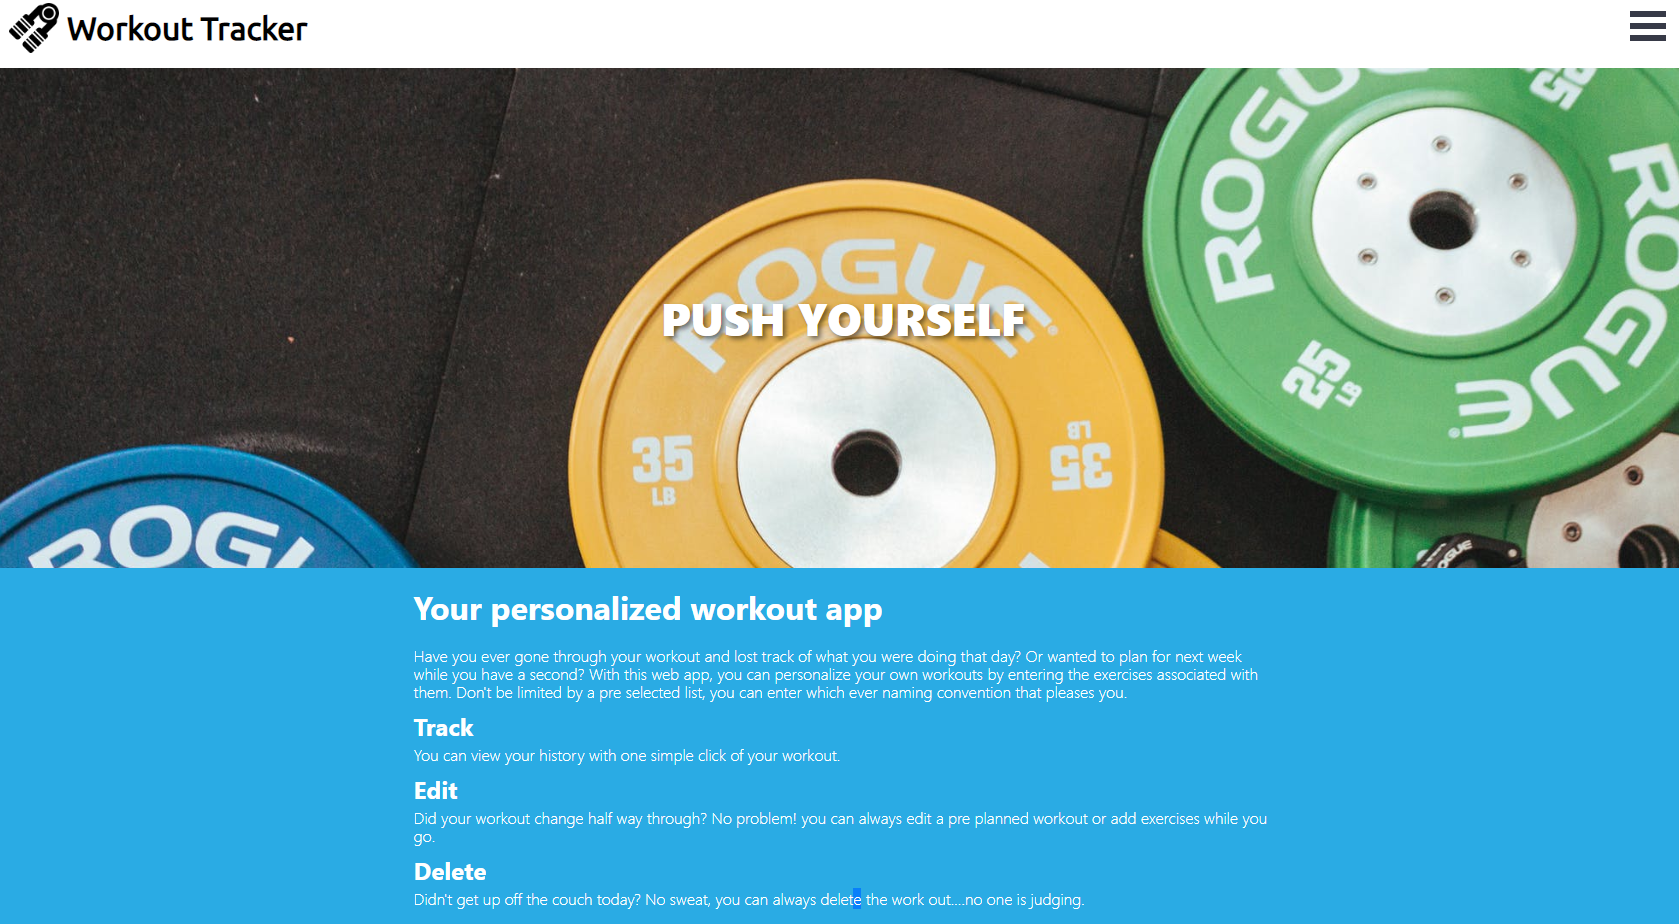 Workout Tracker
ROGUE
25
ROGUE
ROGUE
25
LB
ROGUE
PUSH YOURSELF
35
LB
35
LB
ROGUE
ROGUE
Your personalized workout app
Have you ever gone through your workout and lost track of what you were doing that day? Or wanted to plan for next week
while you have a second? With this web app, you can personalize your own workouts by entering the exercises associated with
them. Don't be limited by a pre selected list, you can enter which ever naming convention that pleases you.
Track
You can view your history with one simple click of your workout.
Edit
Did your workout change half way through? No problem! you can always edit a pre planned workout or add exercises while you
go.
Delete
Didn't get up off the couch today? No sweat, you can always delete the work out....no one is judging.